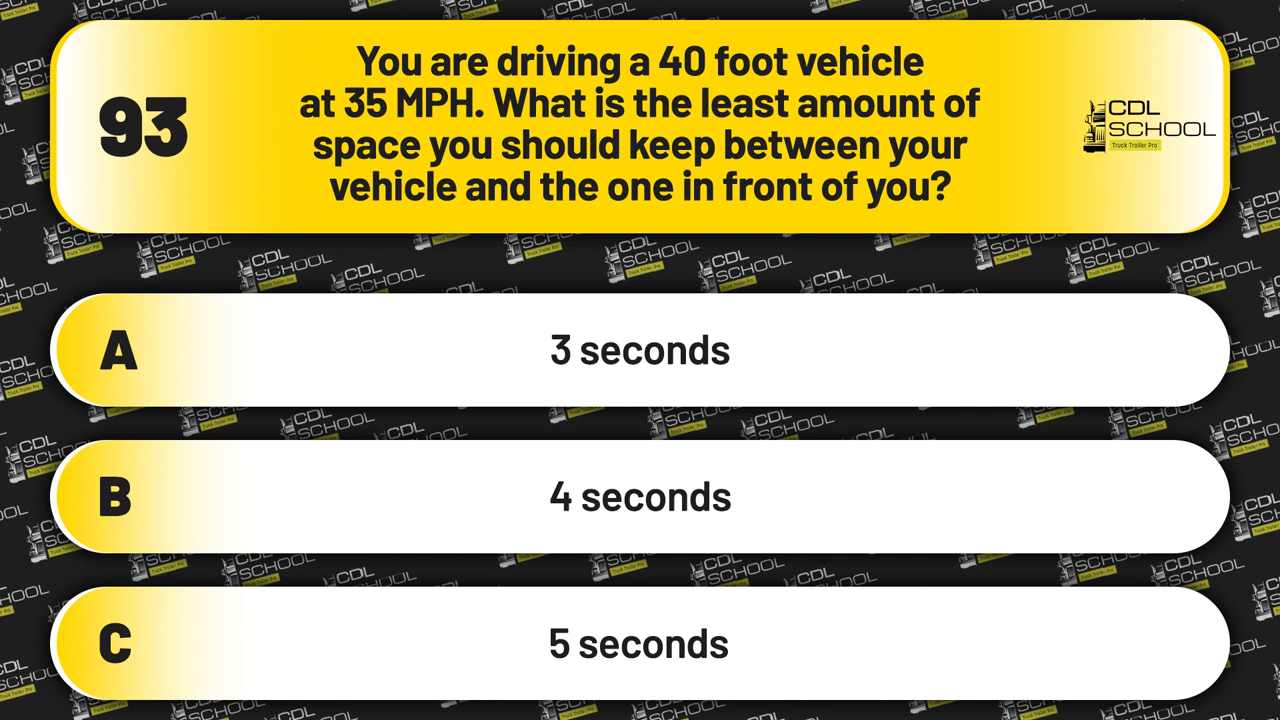 93
You are driving a 40 foot vehicle
at 35 MPH. What is the least amount of
space you should keep between your
vehicle and the one in front of you?
CDL
SCHOOL
Truck Trailer Pro
A
3 seconds
B
4 seconds
C
5 seconds